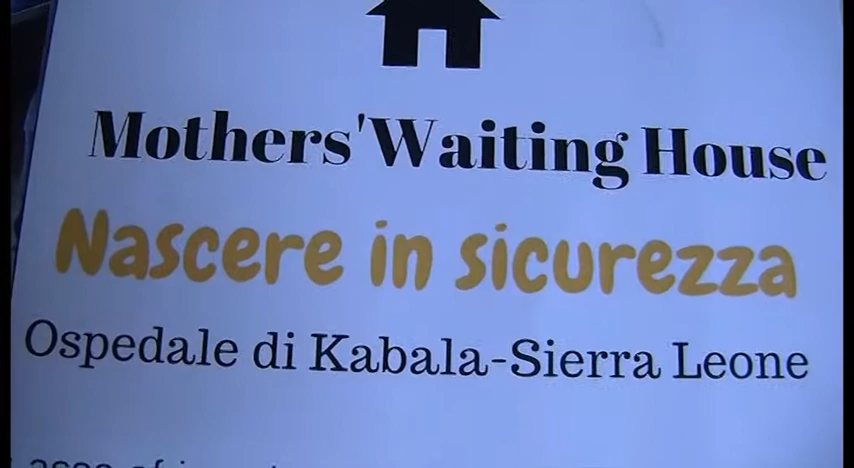 Mothers' Waiting House
Nascere in sicurezza
Ospedale di Kabala-Sierra Leone